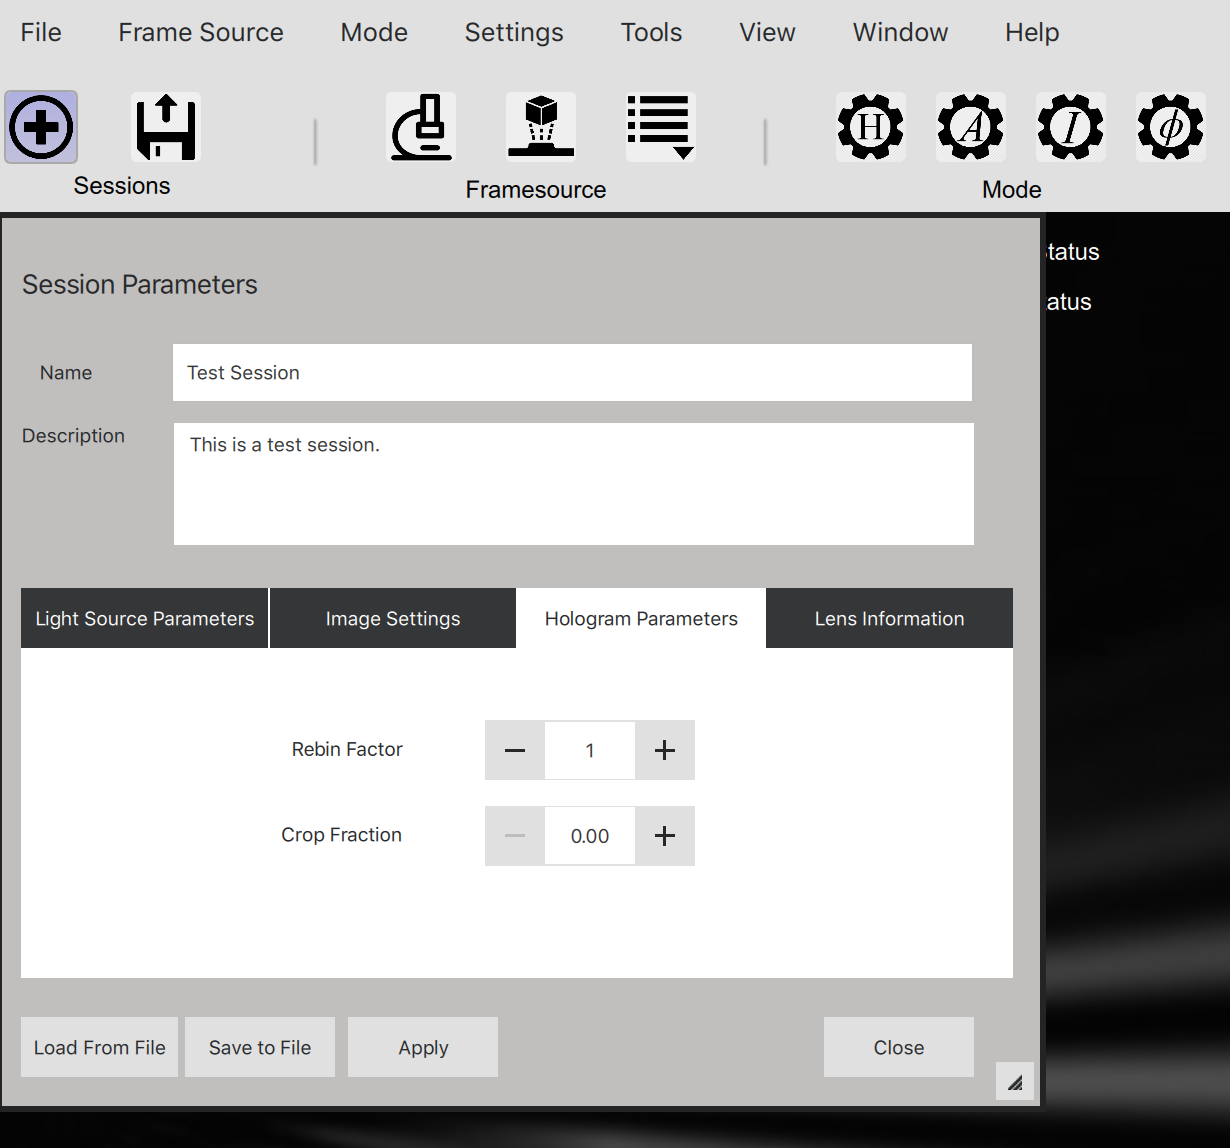 File Frame Source Mode Settings Tools View Window Help
H A I ϕ
Sessions Framesource Mode
tatus
atus
Session Parameters
Name Test Session
Description This is a test session.
Light Source Parameters Image Settings Hologram Parameters Lens Information
Rebin Factor − 1 +
Crop Fraction − 0.00 +
Load From File Save to File Apply Close